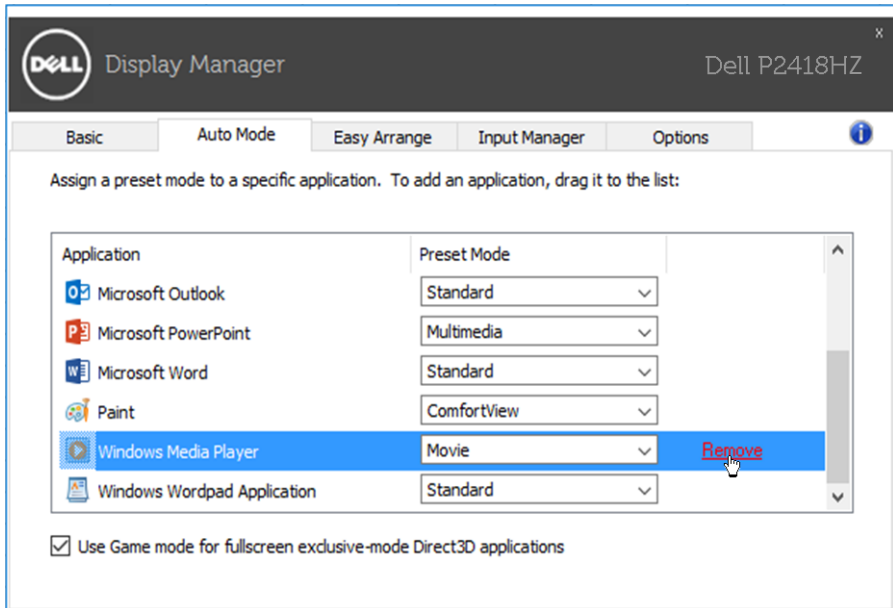 x
DELL Display Manager
Dell P2418HZ
Basic Auto Mode Easy Arrange Input Manager Options
Assign a preset mode to a specific application. To add an application, drag it to the list:
Application Preset Mode
Microsoft Outlook Standard
Microsoft PowerPoint Multimedia
Microsoft Word Standard
Paint ComfortView
Windows Media Player Movie Remove
Windows Wordpad Application Standard
Use Game mode for fullscreen exclusive-mode Direct3D applications